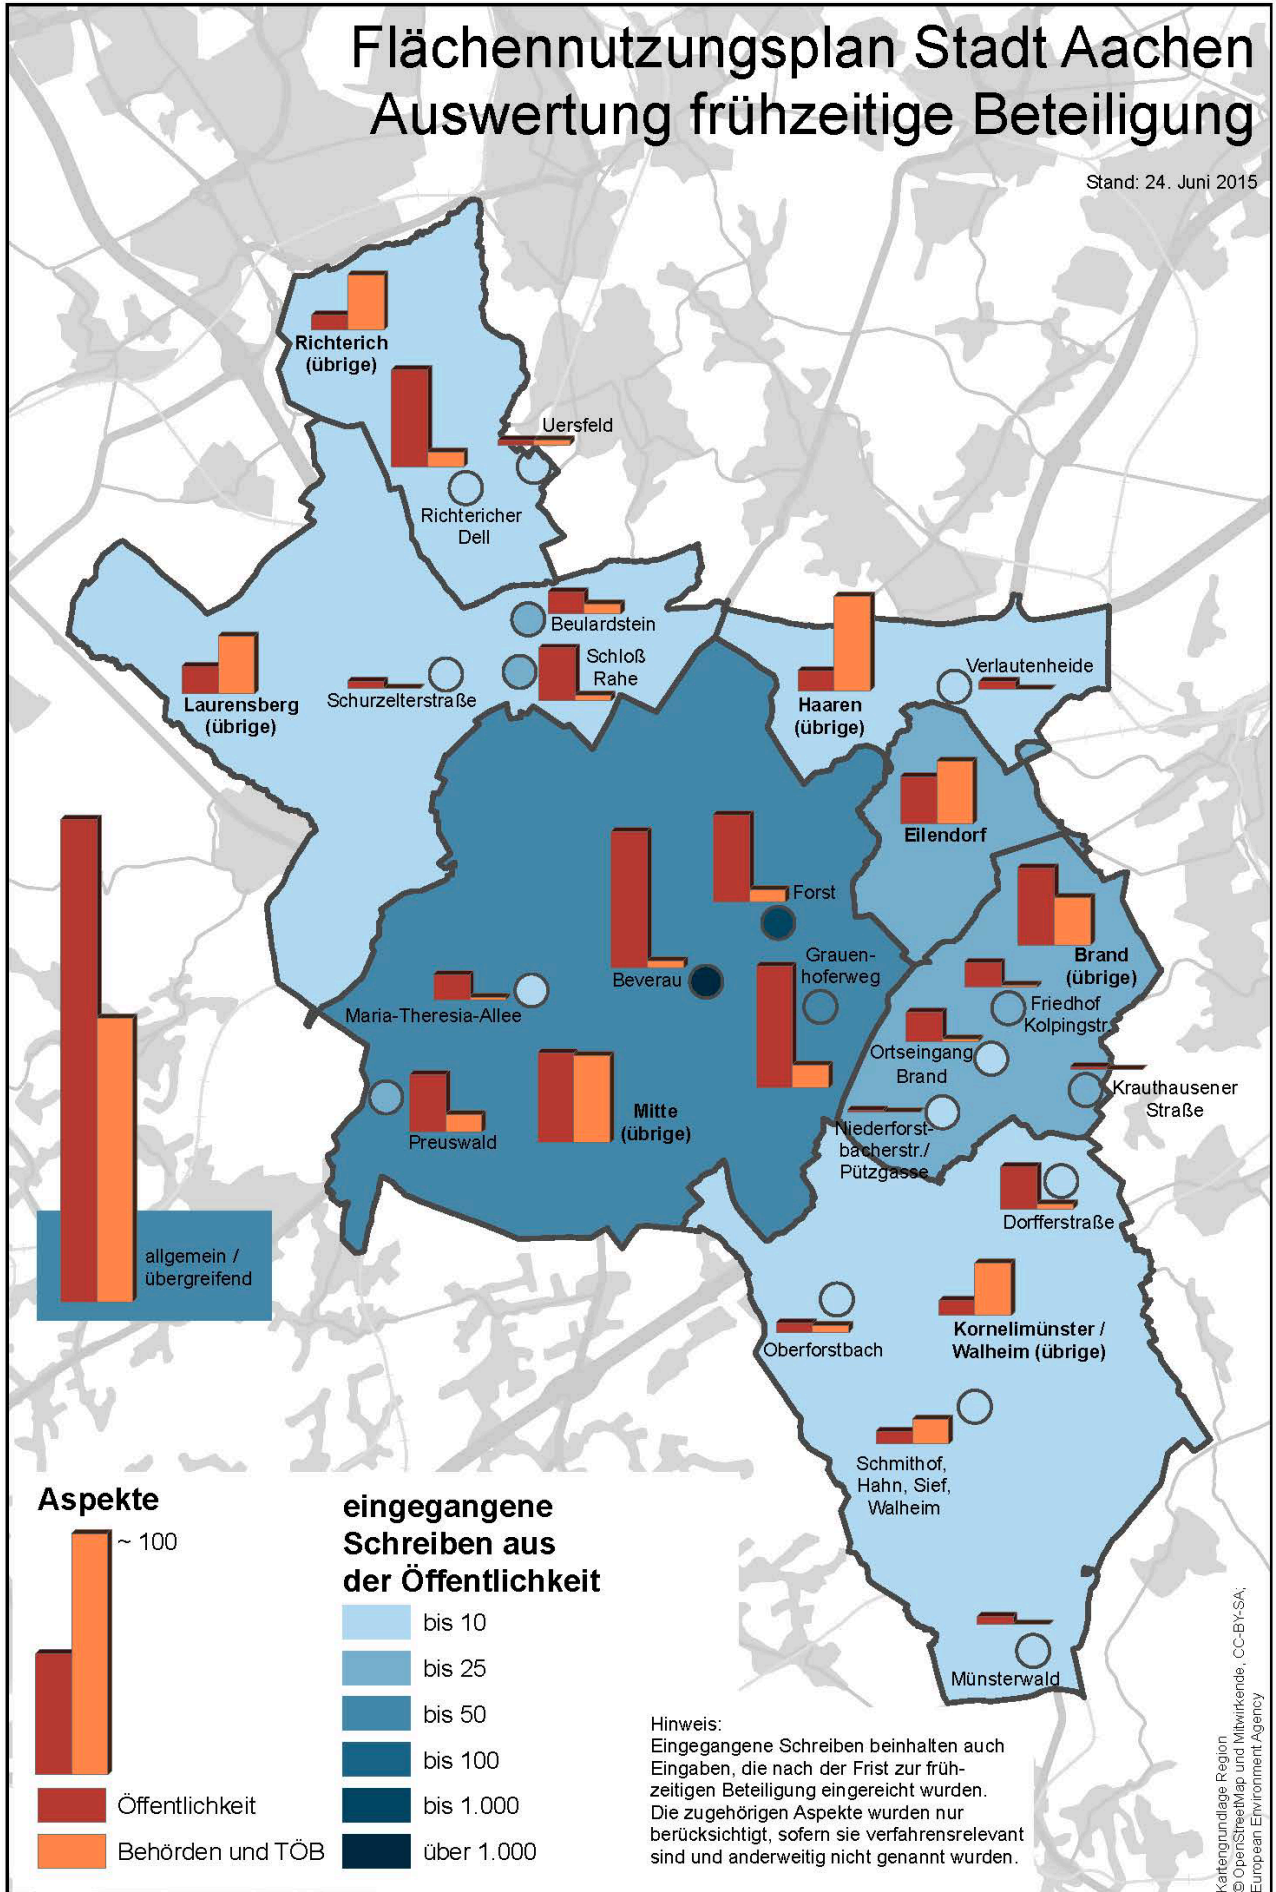 Flächennutzungsplan Stadt Aachen
Auswertung frühzeitige Beteiligung
Stand: 24. Juni 2015
Richterich
(übrige)
Uersfeld
Richtericher
Dell
Beulardstein
Schloß
Rahe
Laurensberg
(übrige)
Schurzelterstraße
Haaren
(übrige)
Verlautenheide
Eilendorf
Forst
Brand
(übrige)
Grauen-
hoferweg
Beverau
Maria-Theresia-Allee
Friedhof
Kolpingstr.
Ortseingang
Brand
Krauthausener
Straße
Niederforst-
bacherstr./
Pützgasse
Preuswald
Mitte
(übrige)
Dorfferstraße
allgemein /
übergreifend
Oberforstbach
Kornelimünster /
Walheim (übrige)
Schmithof,
Hahn, Sief,
Walheim
Münsterwald
Aspekte
~ 100
Öffentlichkeit
Behörden und TÖB
eingegangene
Schreiben aus
der Öffentlichkeit
bis 10
bis 25
bis 50
bis 100
bis 1.000
über 1.000
Hinweis:
Eingegangene Schreiben beinhalten auch
Eingaben, die nach der Frist zur früh-
zeitigen Beteiligung eingereicht wurden.
Die zugehörigen Aspekte wurden nur
berücksichtigt, sofern sie verfahrensrelevant
sind und anderweitig nicht genannt wurden.
Kartengrundlage Region
© OpenStreetMap und Mitwirkende, CC-BY-SA;
European Environment Agency